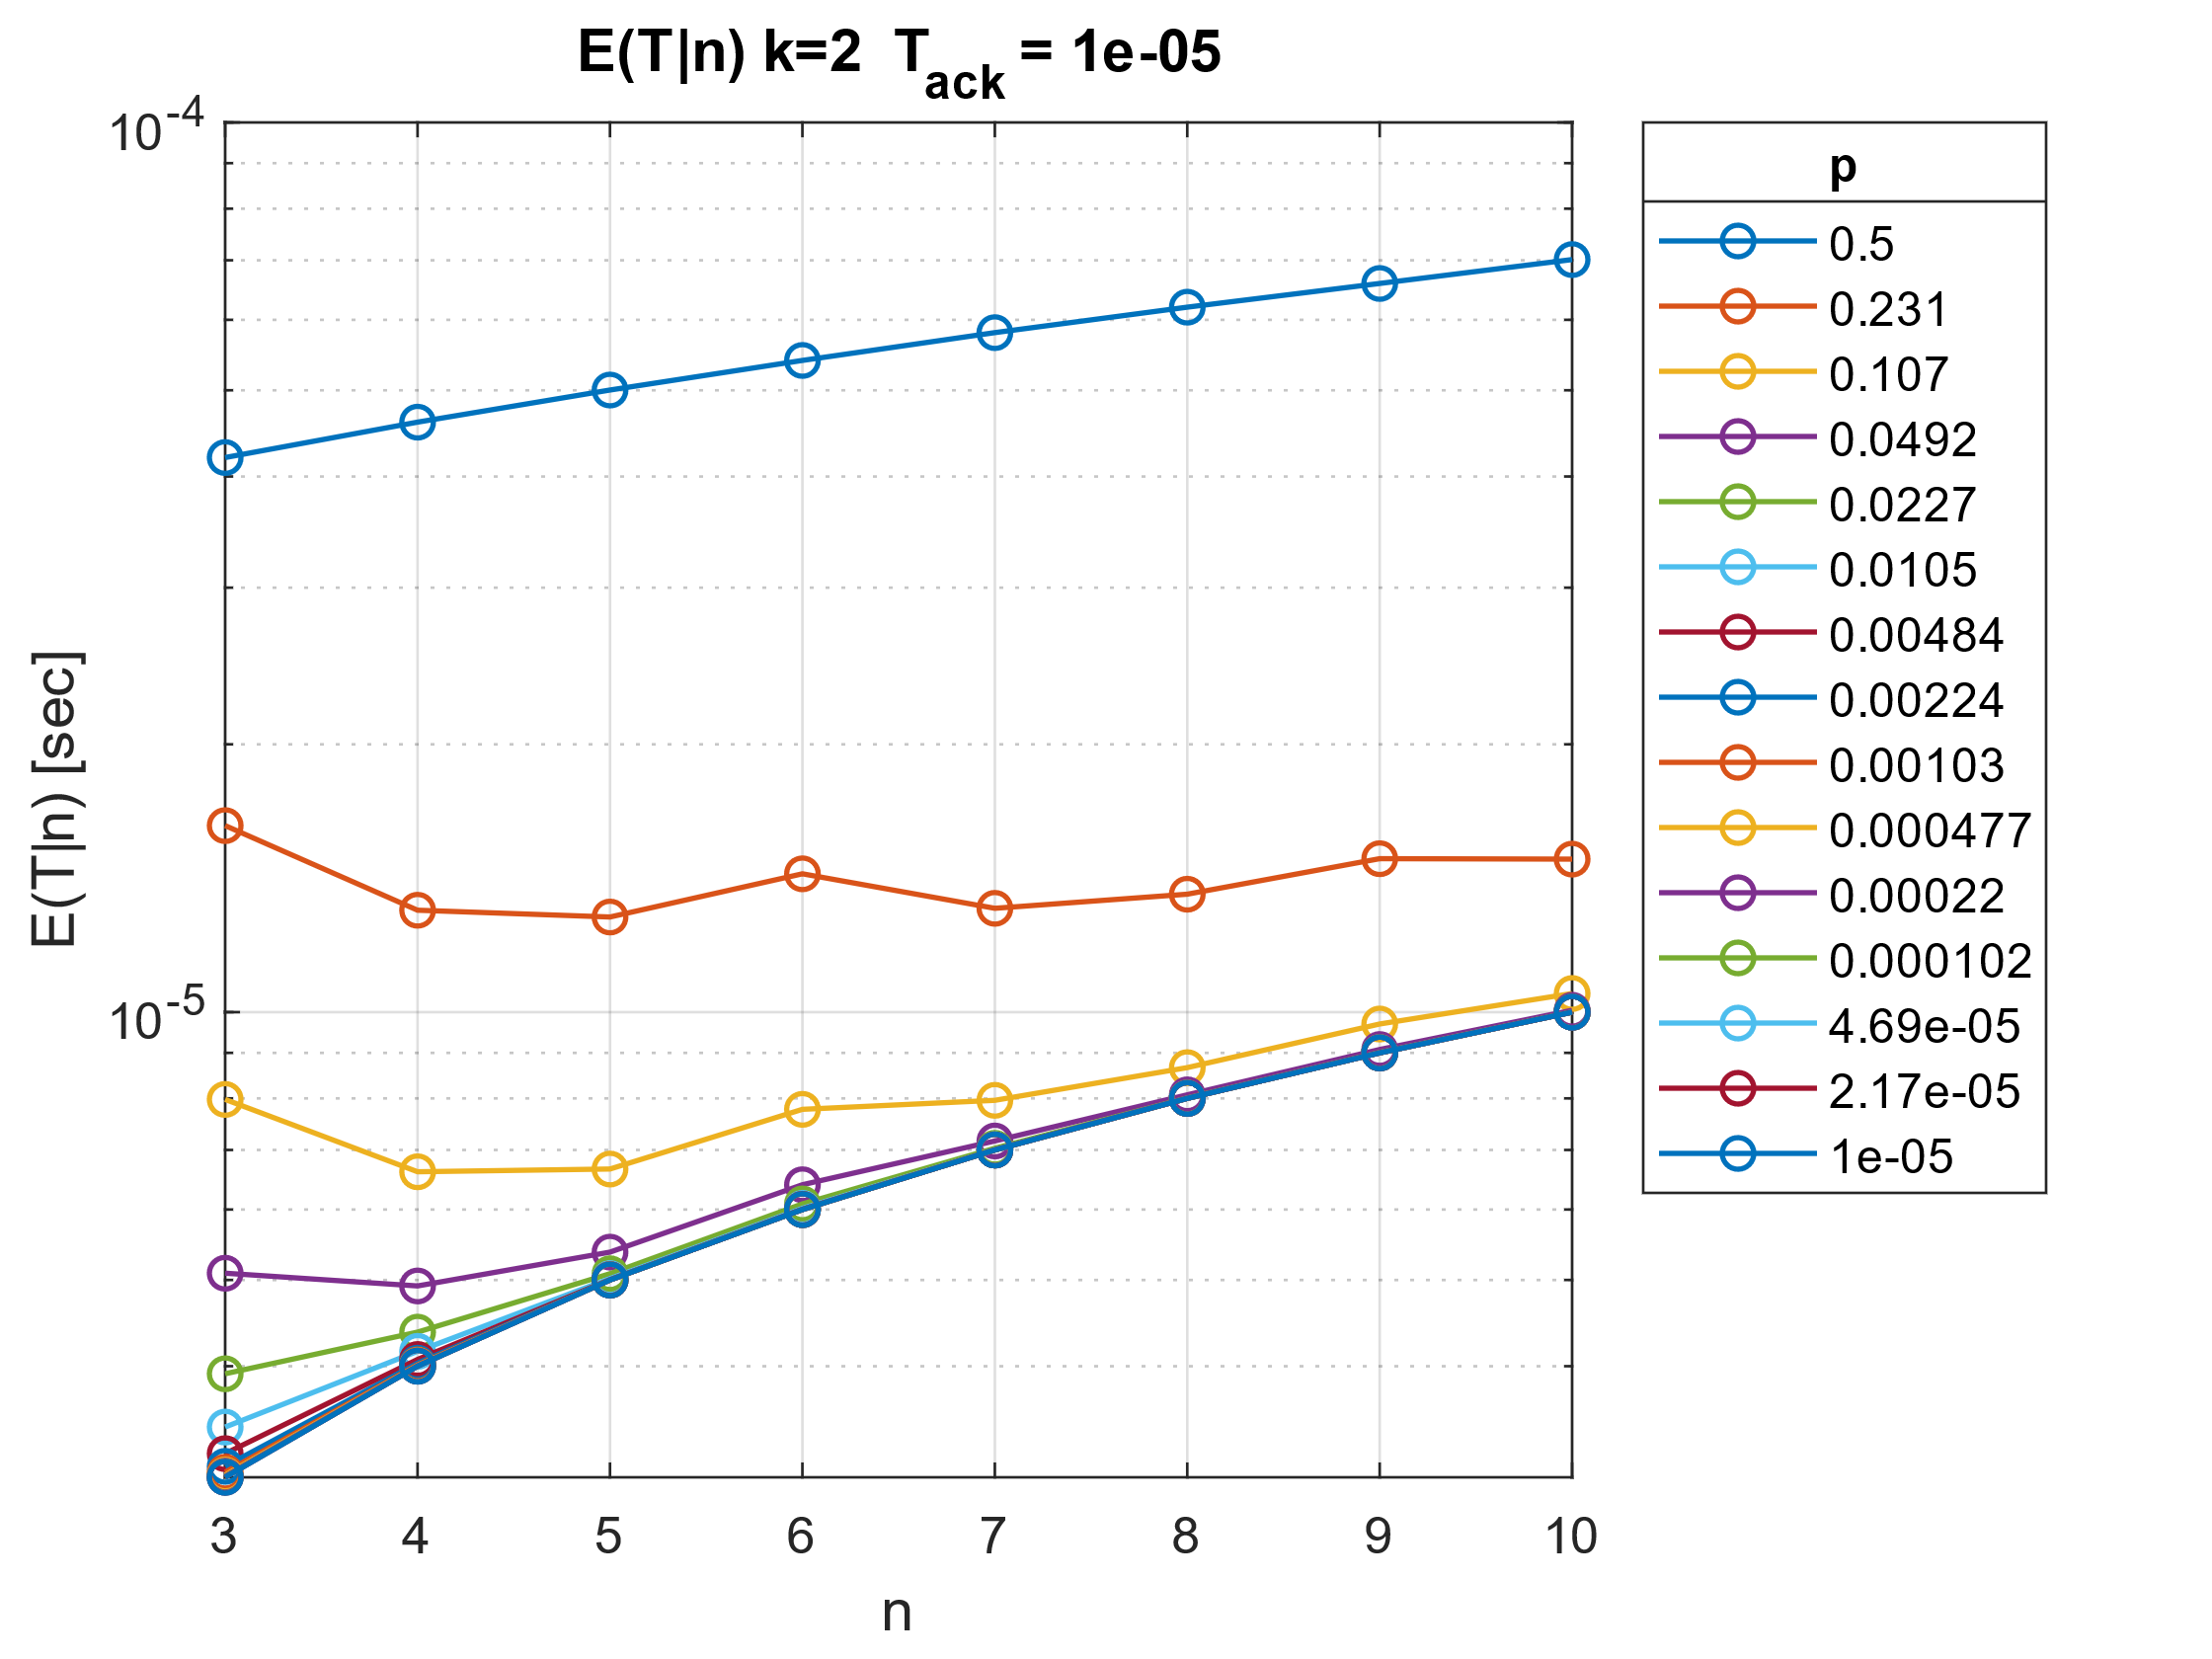 E(T|n) k=2  T_ack = 1e-05
10^-4
10^-5
E(T|n) [sec]
3 4 5 6 7 8 9 10
n
p
0.5
0.231
0.107
0.0492
0.0227
0.0105
0.00484
0.00224
0.00103
0.000477
0.00022
0.000102
4.69e-05
2.17e-05
1e-05